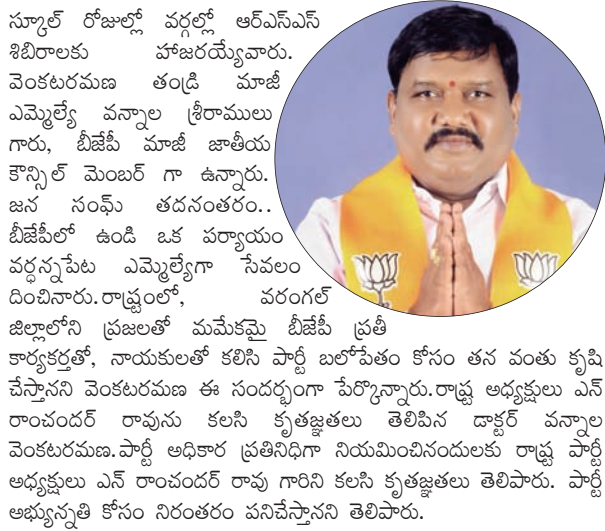 స్కూల్ రోజుల్లో వర్గల్లో ఆర్ఎస్ఎస్
శిబిరాలకు హాజరయ్యేవారు.
వెంకటరమణ తండ్రి మాజీ
ఎమ్మెల్యే వన్నాల శ్రీరాములు
గారు, బీజేపీ మాజీ జాతీయ
కౌన్సిల్ మెంబర్ గా ఉన్నారు.
జన సంఘ్ తదనంతరం..
బీజేపీలో ఉండి ఒక పర్యాయం
వర్ధన్నపేట ఎమ్మెల్యేగా సేవలం
దించినారు.రాష్ట్రంలో, వరంగల్
జిల్లాలోని ప్రజలతో మమేకమై బీజేపీ ప్రతీ
కార్యకర్తతో, నాయకులతో కలిసి పార్టీ బలోపేతం కోసం తన వంతు కృషి
చేస్తానని వెంకటరమణ ఈ సందర్భంగా పేర్కొన్నారు.రాష్ట్ర అధ్యక్షులు ఎన్
రాంచందర్ రావును కలసి కృతజ్ఞతలు తెలిపిన డాక్టర్ వన్నాల
వెంకటరమణ.పార్టీ అధికార ప్రతినిధిగా నియమించినందులకు రాష్ట్ర పార్టీ
అధ్యక్షులు ఎన్ రాంచందర్ రావు గారిని కలసి కృతజ్ఞతలు తెలిపారు. పార్టీ
అభ్యున్నతి కోసం నిరంతరం పనిచేస్తానని తెలిపారు.